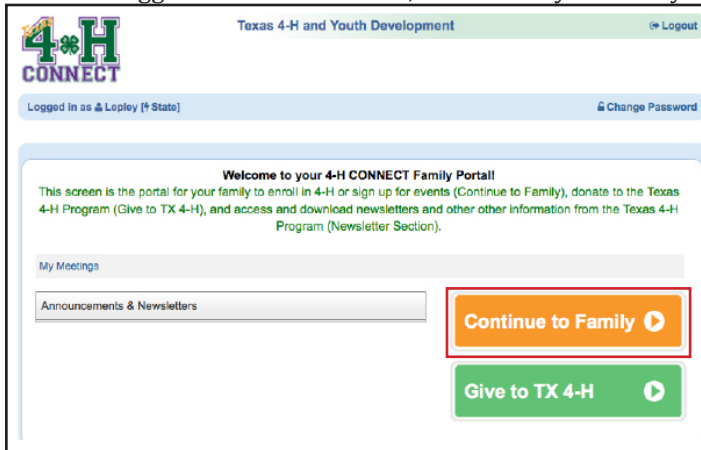 Texas 4-H and Youth Development
Logout
4-H
CONNECT
Logged in as Lepley [State]
Change Password
Welcome to your 4-H CONNECT Family Portal!
This screen is the portal for your family to enroll in 4-H or sign up for events (Continue to Family), donate to the Texas
4-H Program (Give to TX 4-H), and access and download newsletters and other other information from the Texas 4-H
Program (Newsletter Section).
My Meetings
Announcements & Newsletters
Continue to Family
Give to TX 4-H